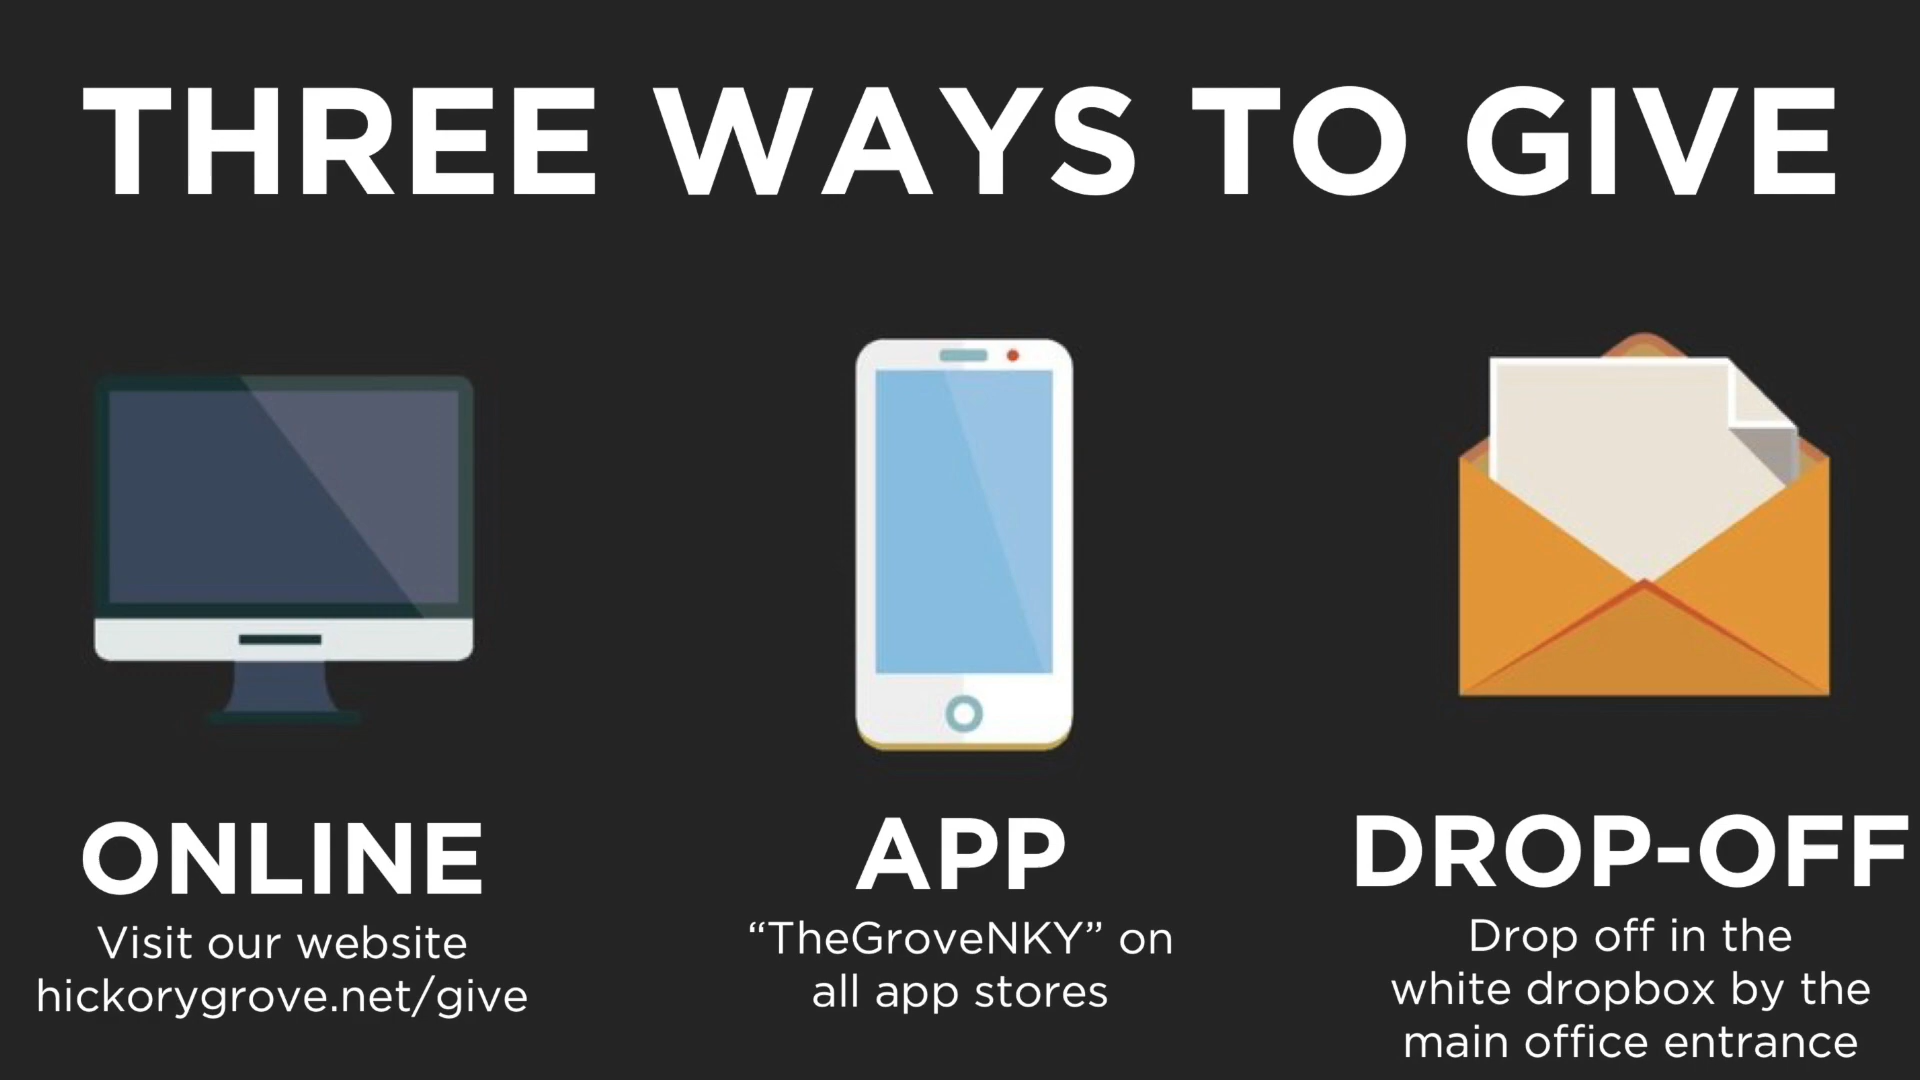 THREE WAYS TO GIVE
ONLINE
Visit our website
hickorygrove.net/give
APP
“TheGroveNKY” on
all app stores
DROP-OFF
Drop off in the
white dropbox by the
main office entrance